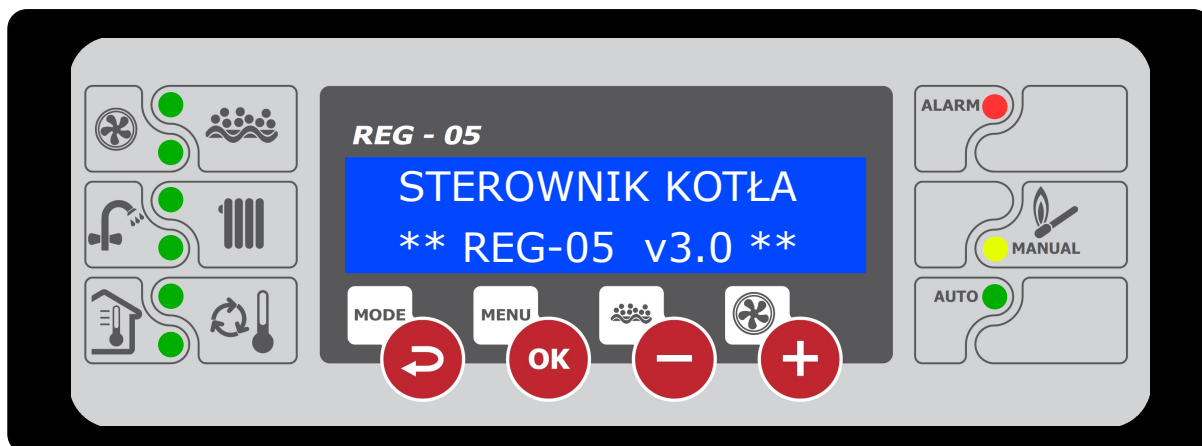 REG - 05
STEROWNIK KOTŁA
** REG-05 v3.0 **
MODE
MENU
OK
ALARM
MANUAL
AUTO